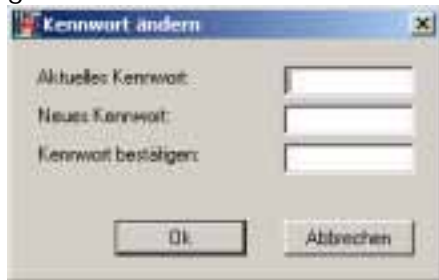 Kennwort ändern
Aktuelles Kennwort:
Neues Kennwort:
Kennwort bestätigen:
Ok
Abbrechen